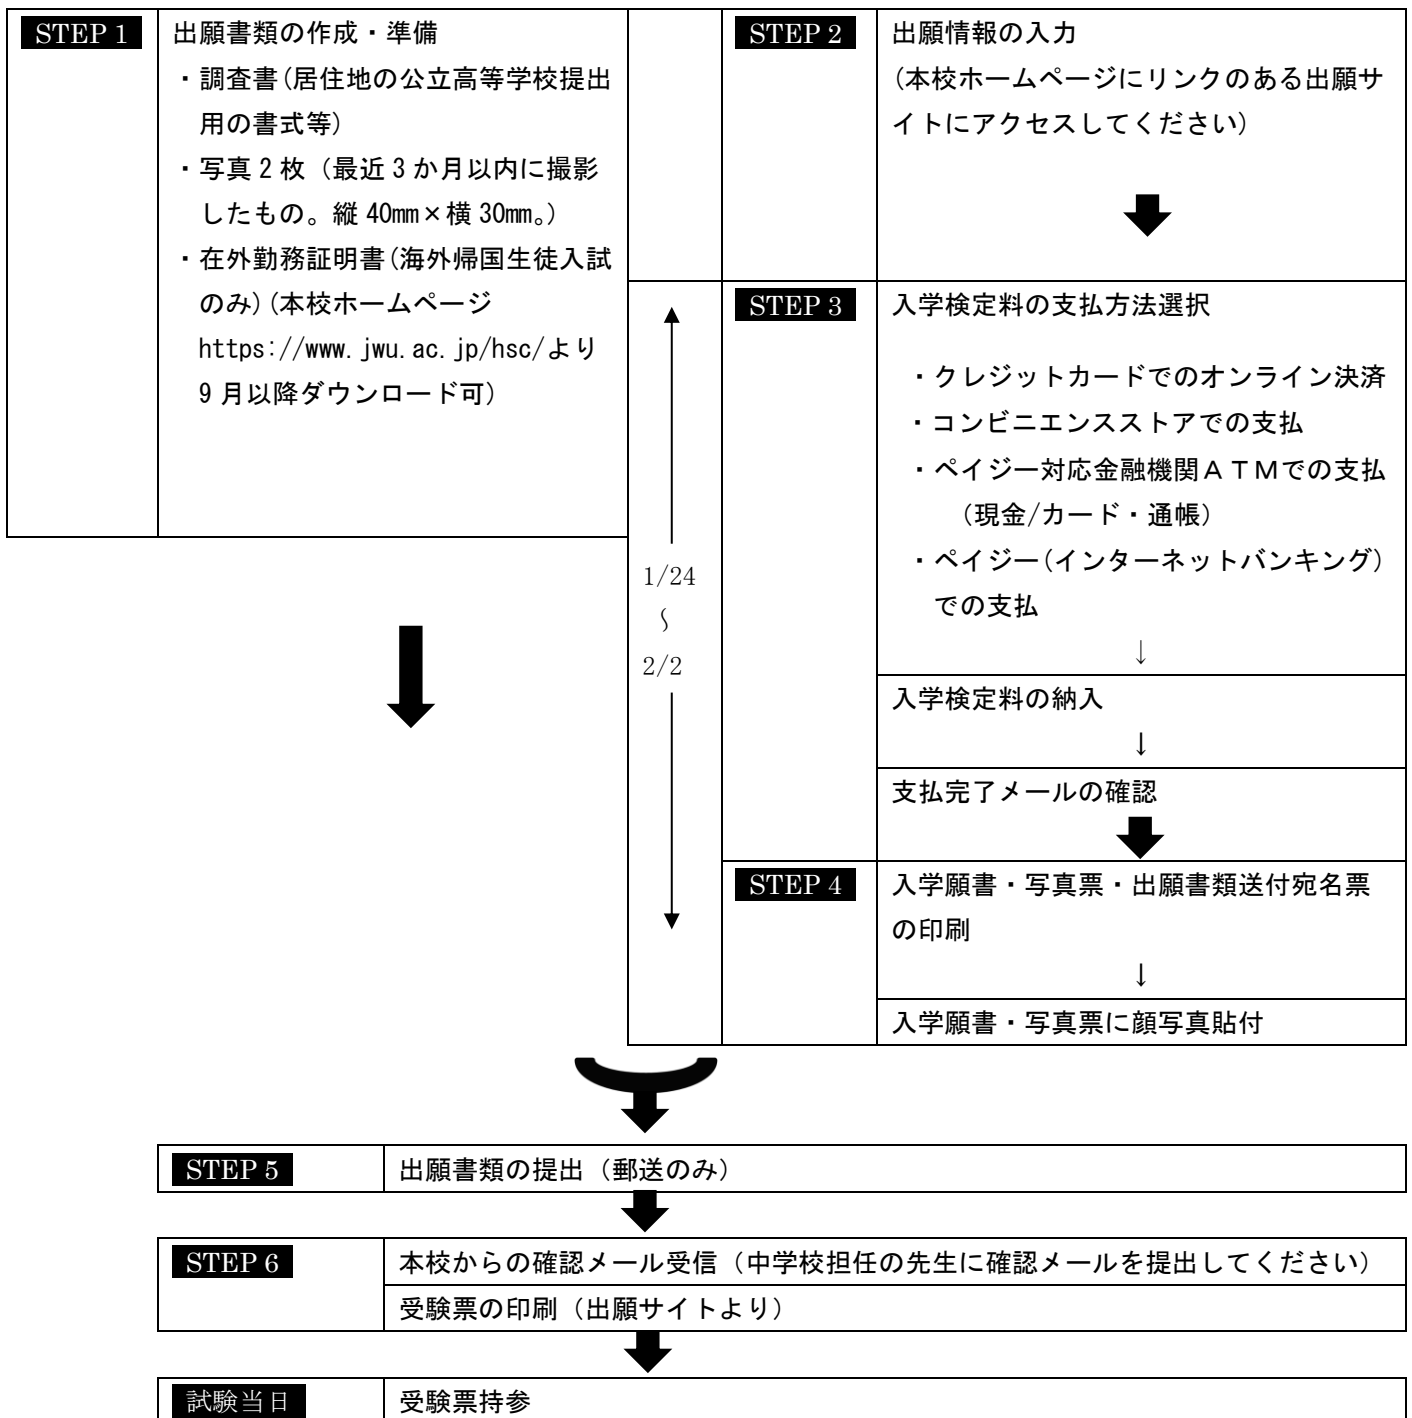 STEP 1
出願書類の作成・準備
・調査書(居住地の公立高等学校提出
用の書式等)
・写真 2 枚（最近 3 か月以内に撮影
したもの。縦 40mm×横 30mm。）
・在外勤務証明書(海外帰国生徒入試
のみ)(本校ホームページ
https://www.jwu.ac.jp/hsc/より
9 月以降ダウンロード可)
STEP 2
出願情報の入力
(本校ホームページにリンクのある出願サ
イトにアクセスしてください)
1/24
～
2/2
STEP 3
入学検定料の支払方法選択
・クレジットカードでのオンライン決済
・コンビニエンスストアでの支払
・ペイジー対応金融機関ＡＴＭでの支払
（現金/カード・通帳）
・ペイジー(インターネットバンキング)
での支払
↓
入学検定料の納入
↓
支払完了メールの確認
STEP 4
入学願書・写真票・出願書類送付宛名票
の印刷
↓
入学願書・写真票に顔写真貼付
STEP 5
出願書類の提出（郵送のみ）
STEP 6
本校からの確認メール受信（中学校担任の先生に確認メールを提出してください）
受験票の印刷（出願サイトより）
試験当日
受験票持参